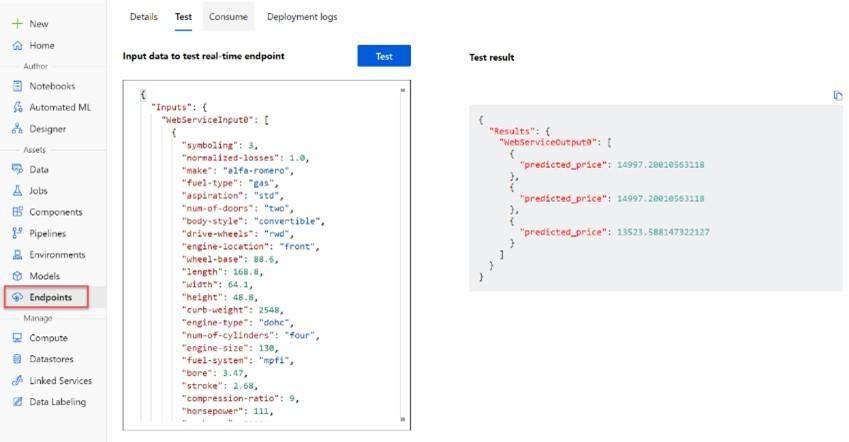 New
Home
Author
Notebooks
Automated ML
Designer
Assets
Data
Jobs
Components
Pipelines
Environments
Models
Endpoints
Manage
Compute
Datastores
Linked Services
Data Labeling
Details Test Consume Deployment logs
Input data to test real-time endpoint Test
{
"Inputs": {
"WebServiceInput0": [
{
"symboling": 3,
"normalized-losses": 1.0,
"make": "alfa-romero",
"fuel-type": "gas",
"aspiration": "std",
"num-of-doors": "two",
"body-style": "convertible",
"drive-wheels": "rwd",
"engine-location": "front",
"wheel-base": 88.6,
"length": 168.8,
"width": 64.1,
"height": 48.8,
"curb-weight": 2548,
"engine-type": "dohc",
"num-of-cylinders": "four",
"engine-size": 130,
"fuel-system": "mpfi",
"bore": 3.47,
"stroke": 2.68,
"compression-ratio": 9,
"horsepower": 111,
Test result
{
"Results": {
"WebServiceOutput0": [
{
"predicted_price": 14997.20010563118
},
{
"predicted_price": 14997.20010563118
},
{
"predicted_price": 13523.588147322127
}
]
}
}